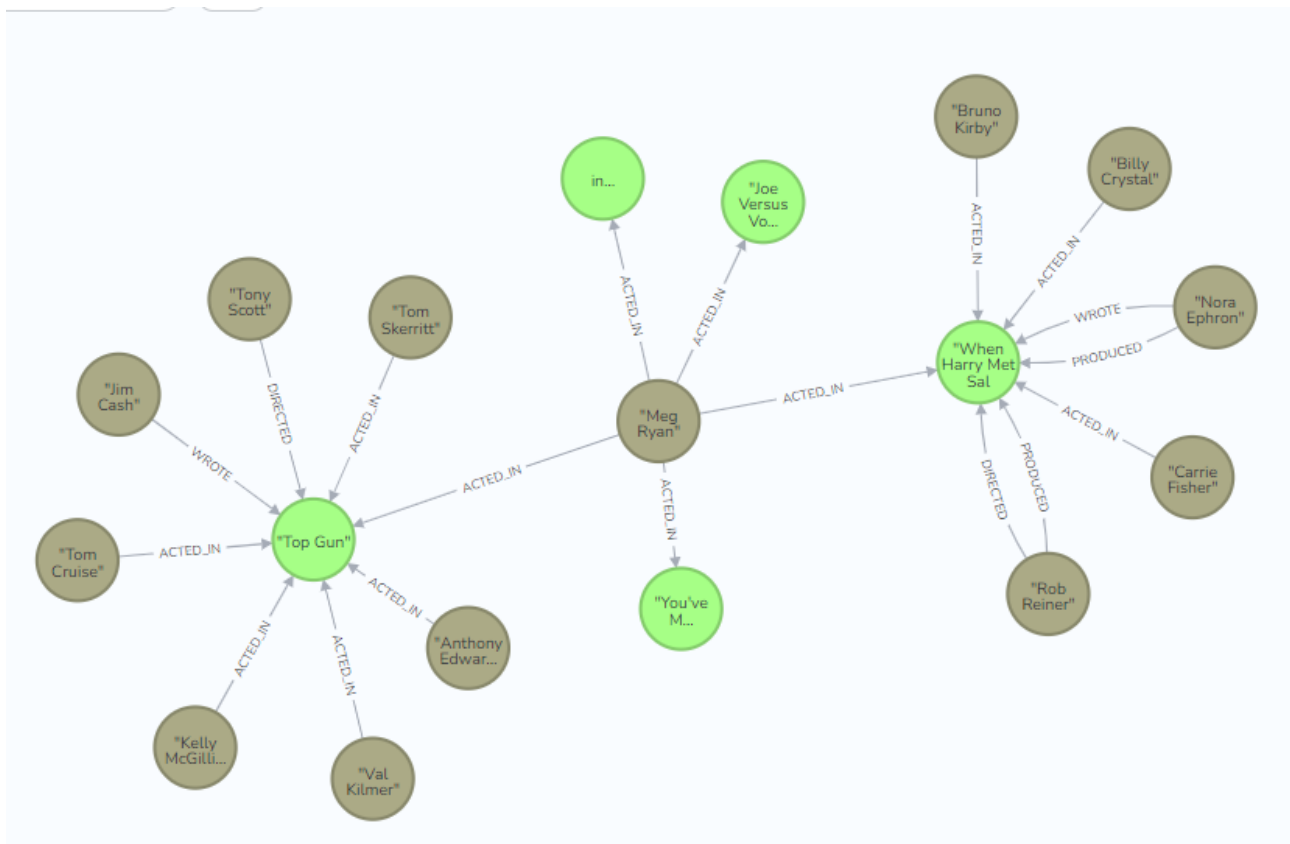 "Bruno
Kirby"
"Billy
Crystal"
in...
"Joe
Versus
Vo...
ACTED_IN
ACTED_IN
"Tony
Scott"
"Tom
Skerritt"
ACTED_IN
ACTED_IN
"Nora
Ephron"
WROTE
PRODUCED
"When
Harry Met
Sal
"Jim
Cash"
DIRECTED
ACTED_IN
"Meg
Ryan"
ACTED_IN
ACTED_IN
WROTE
ACTED_IN
ACTED_IN
DIRECTED
PRODUCED
"Carrie
Fisher"
"Top Gun"
"Tom
Cruise"
ACTED_IN
ACTED_IN
"You've
M...
"Rob
Reiner"
ACTED_IN
ACTED_IN
"Anthony
Edwar...
"Kelly
McGilli...
"Val
Kilmer"